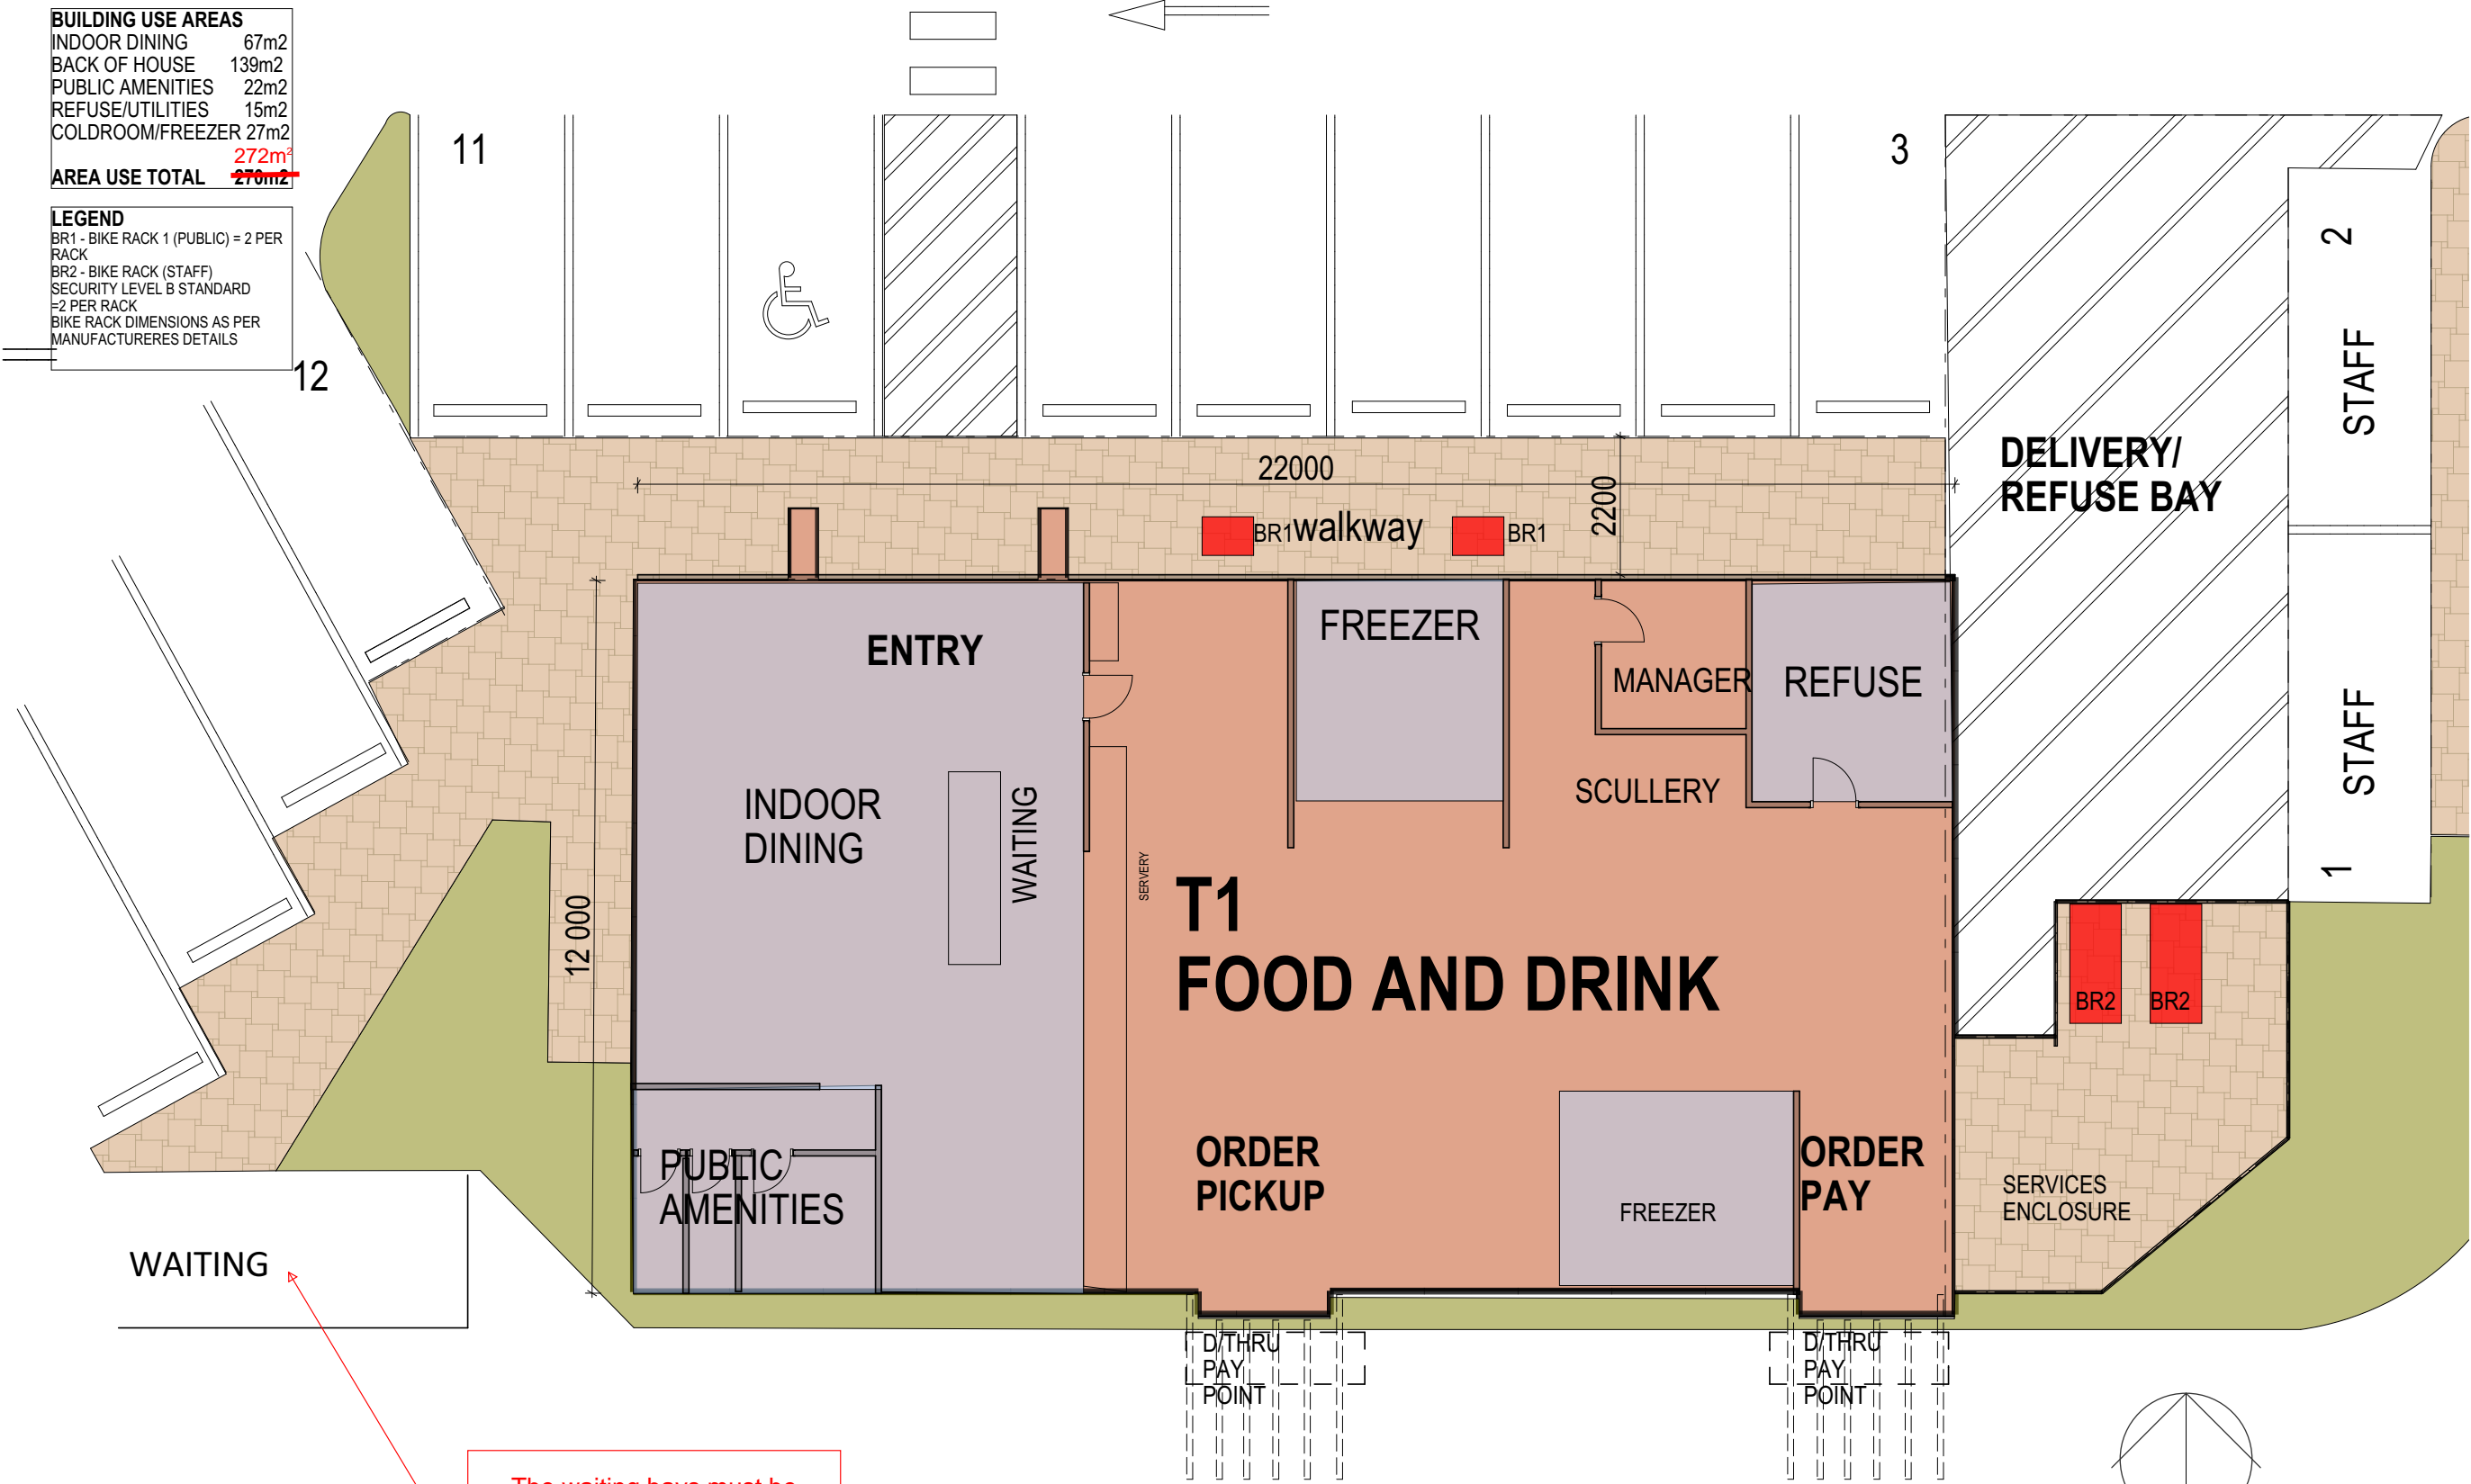 BUILDING USE AREAS
INDOOR DINING 67m2
BACK OF HOUSE 139m2
PUBLIC AMENITIES 22m2
REFUSE/UTILITIES 15m2
COLDROOM/FREEZER 27m2
272m²
AREA USE TOTAL 270m2
LEGEND
BR1 - BIKE RACK 1 (PUBLIC) = 2 PER
RACK
BR2 - BIKE RACK (STAFF)
SECURITY LEVEL B STANDARD
=2 PER RACK
BIKE RACK DIMENSIONS AS PER
MANUFACTURERES DETAILS
11
3
2
12
STAFF
DELIVERY/
REFUSE BAY
22000
2200
BR1
walkway
BR1
FREEZER
ENTRY
MANAGER
REFUSE
STAFF
SCULLERY
INDOOR
DINING
WAITING
SERVERY
1
T1
FOOD AND DRINK
12 000
BR2
BR2
ORDER
PICKUP
ORDER
PAY
PUBLIC
AMENITIES
FREEZER
SERVICES
ENCLOSURE
WAITING
D/THRU
PAY
POINT
D/THRU
PAY
POINT
The waiting bays must be